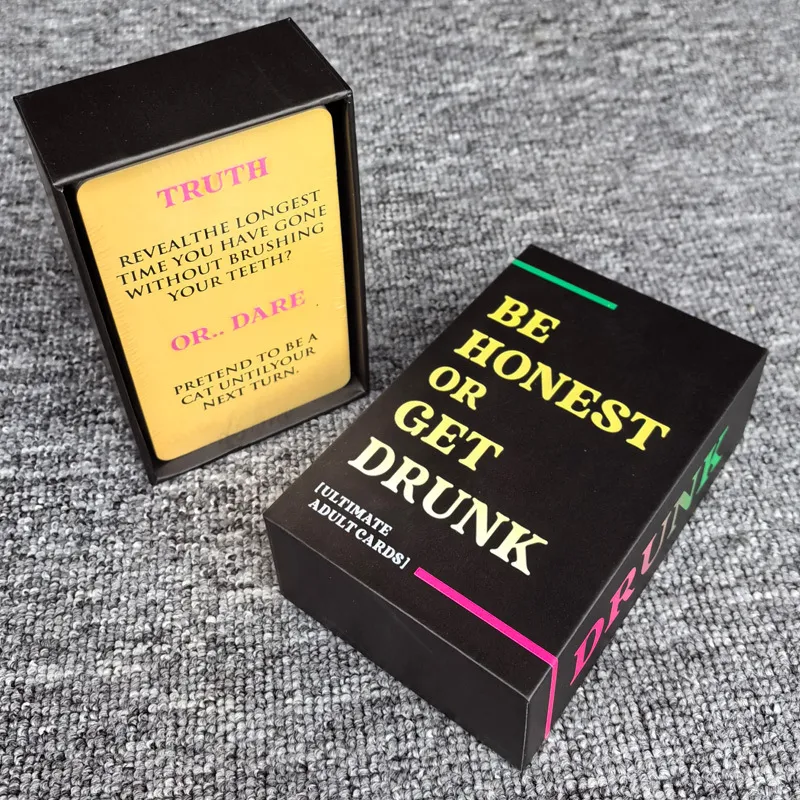 TRUTH
REVEALTHE LONGEST
TIME YOU HAVE GONE
WITHOUT BRUSHING
YOUR TEETH?
OR.. DARE
PRETEND TO BE A
CAT UNTILYOUR
NEXT TURN.
BE
HONEST
OR
GET
DRUNK
[ULTIMATE
ADULT CARDS]
DRUNK